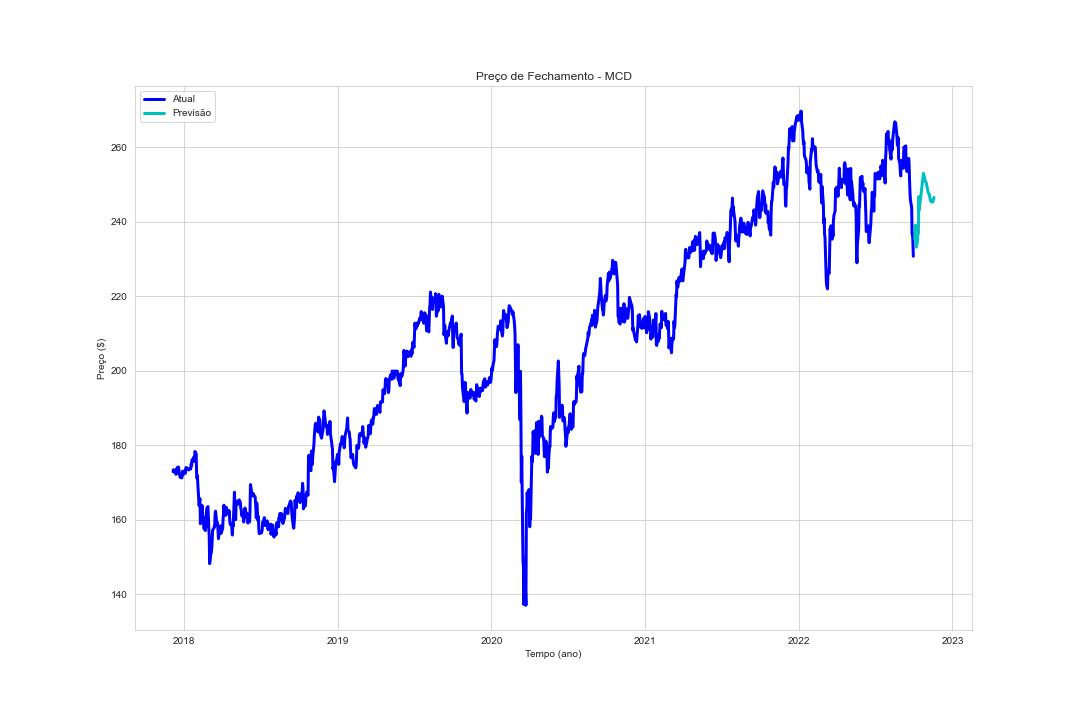 Preço de Fechamento - MCD
Atual
Previsão
260
240
220
200
180
160
140
Preço ($)
2018 2019 2020 2021 2022 2023
Tempo (ano)